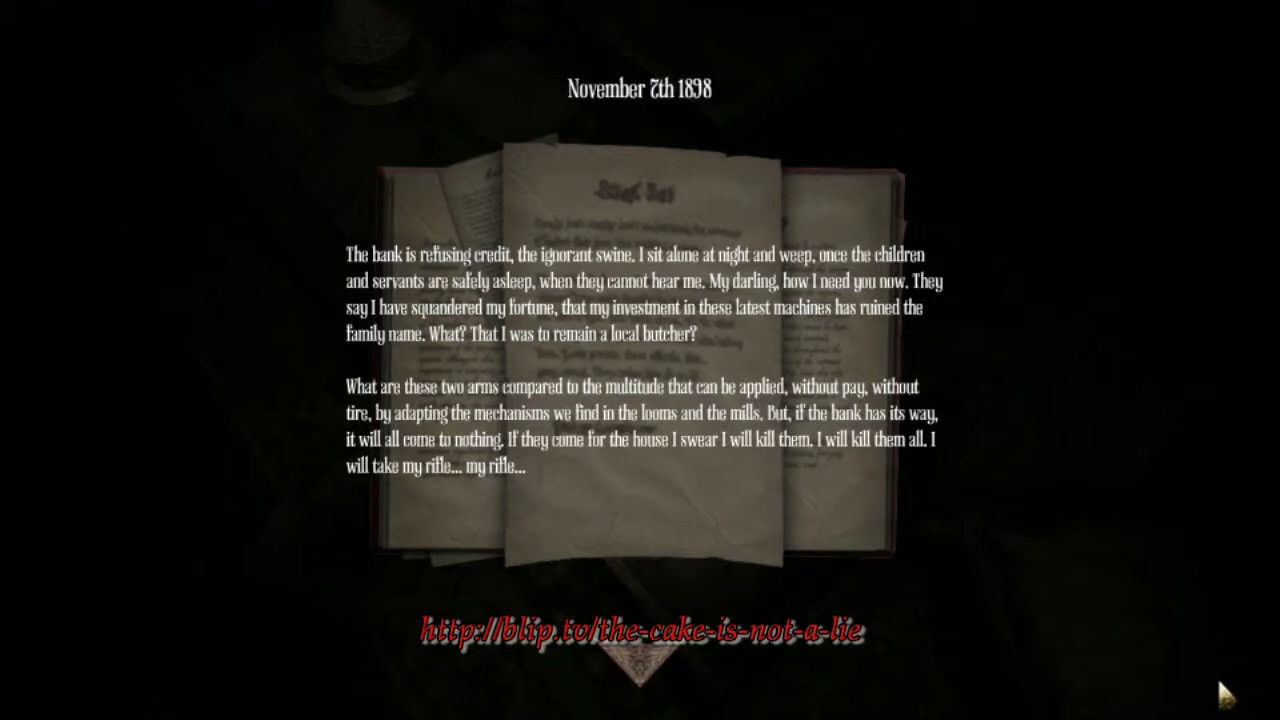 November 7th 1898
The bank is refusing credit, the ignorant swine. I sit alone at night and weep, once the children
and servants are safely asleep, when they cannot hear me. My darling, how I need you now. They
say I have squandered my fortune, that my investment in these latest machines has ruined the
family name. What? That I was to remain a local butcher?
What are these two arms compared to the multitude that can be applied, without pay, without
tire, by adapting the mechanisms we find in the looms and the mills. But, if the bank has its way,
it will all come to nothing. If they come for the house I swear I will kill them. I will kill them all. I
will take my rifle... my rifle...
http://blip.tv/the-cake-is-not-a-lie